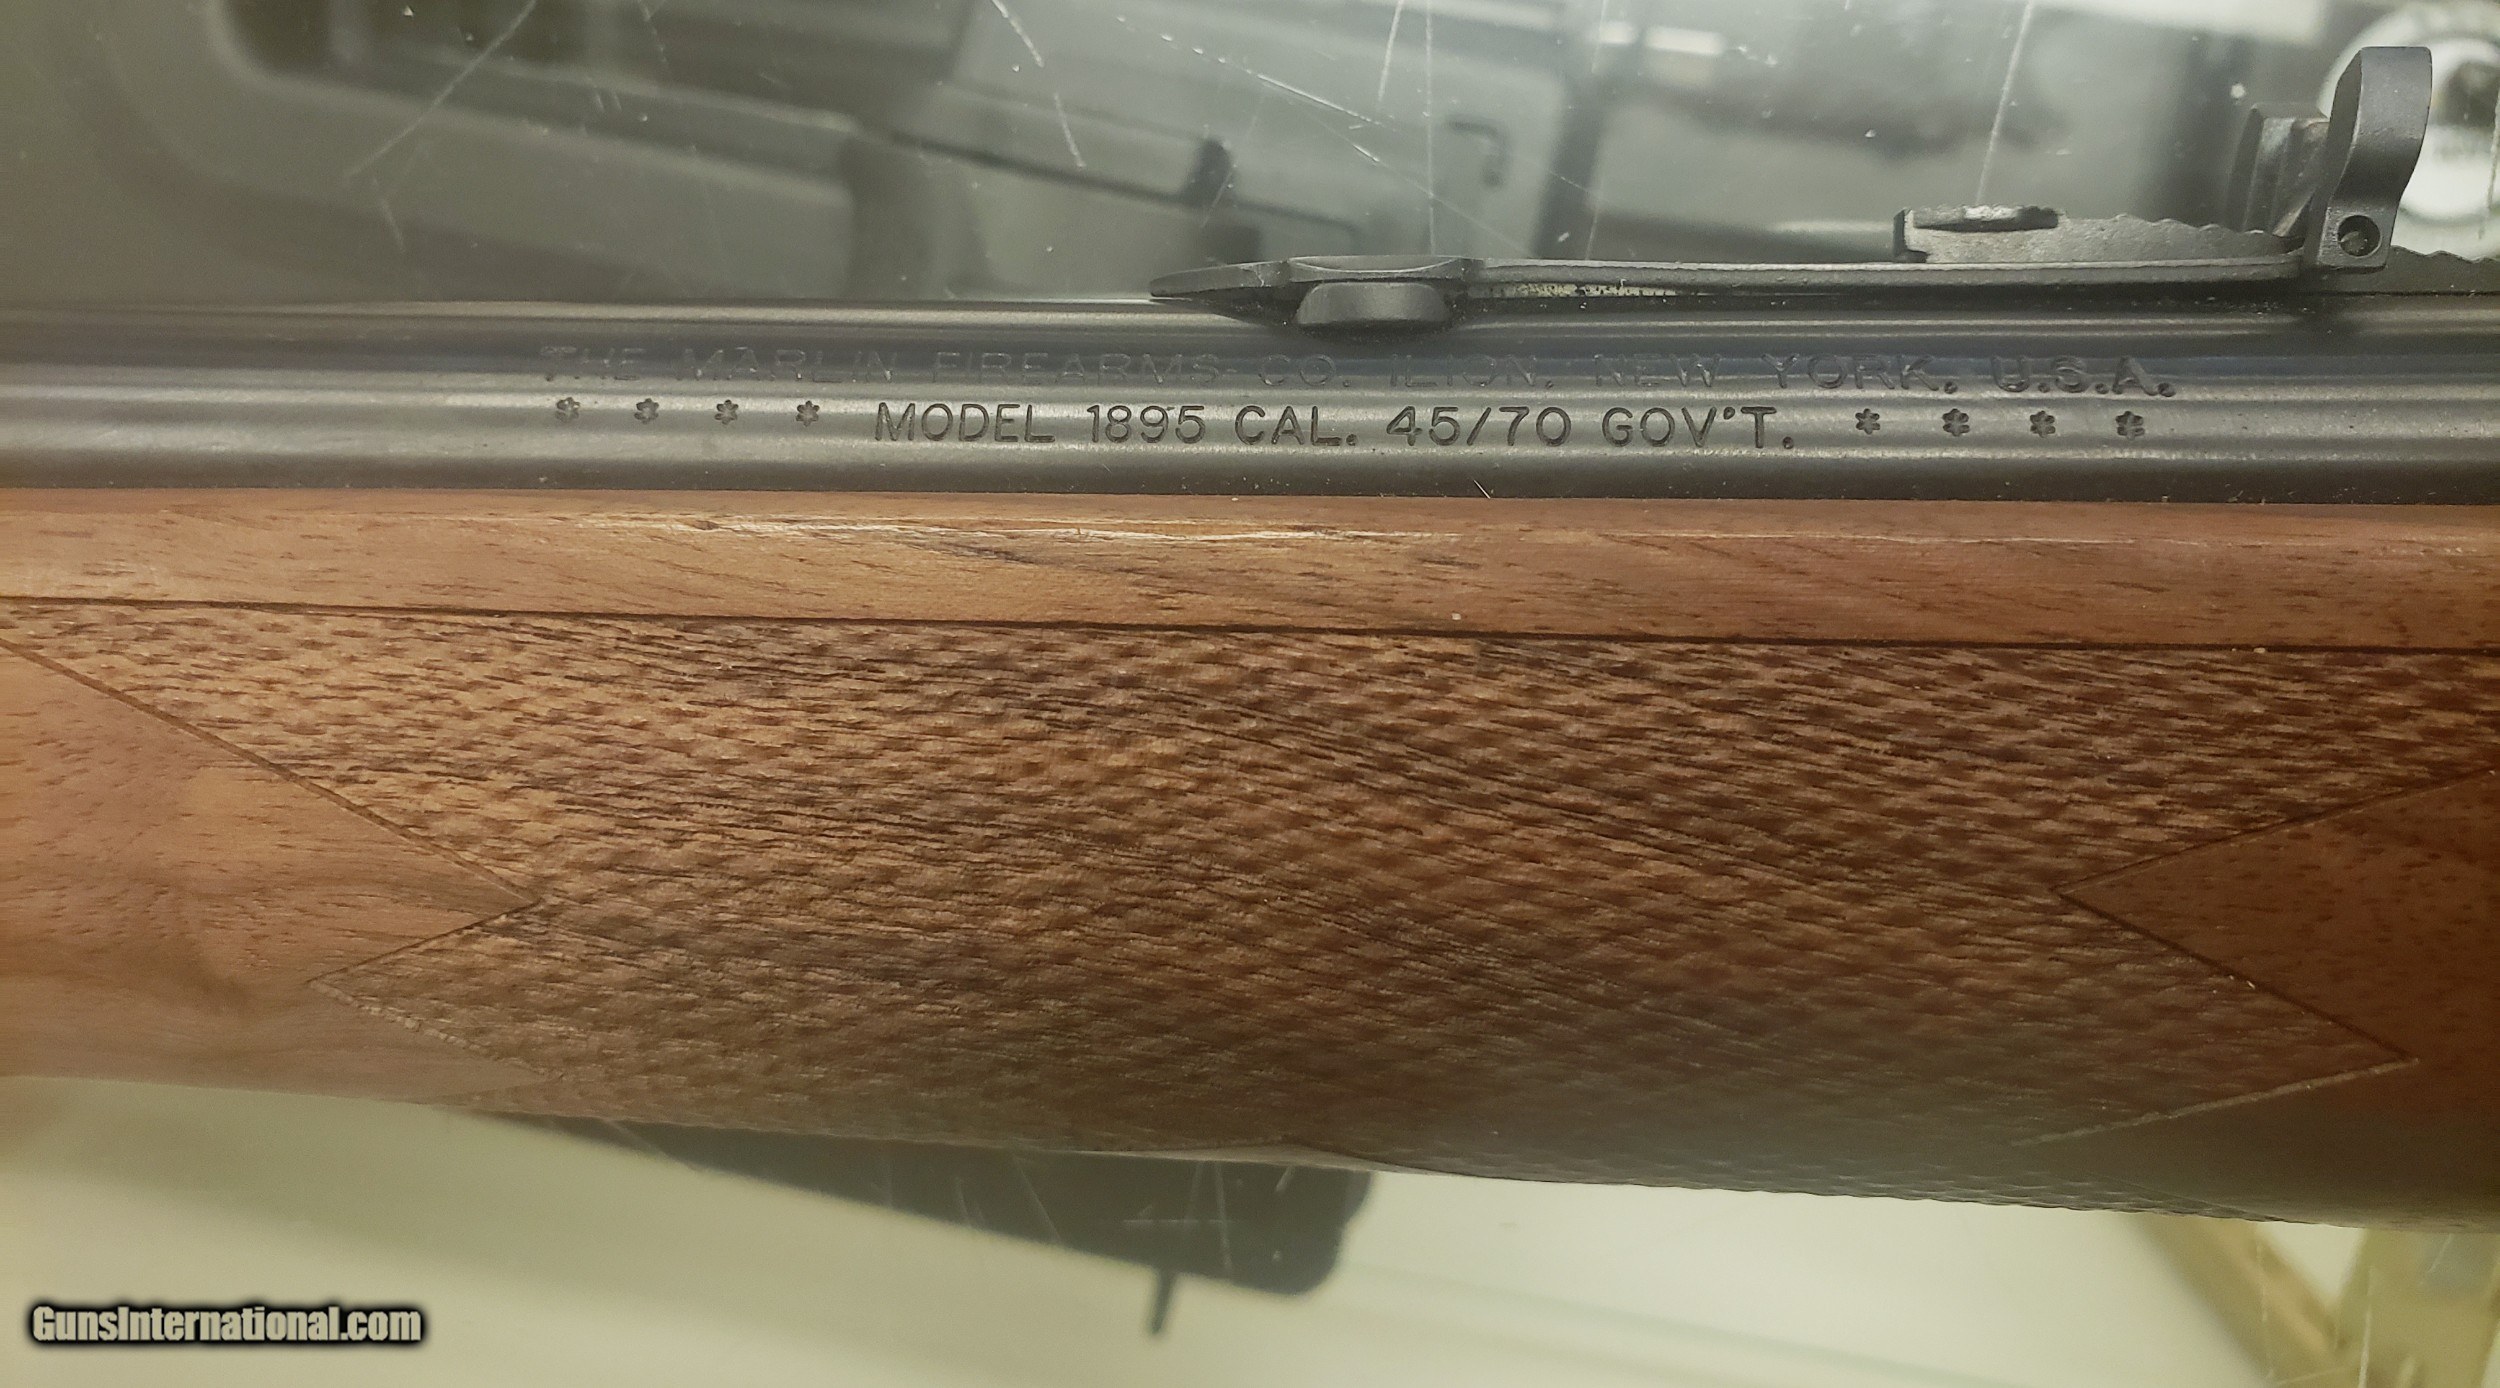 THE MARLIN FIREARMS CO. ILION, NEW YORK, U.S.A.
* * * * MODEL 1895 CAL. 45/70 GOV'T. * * * *
GunsInternational.com